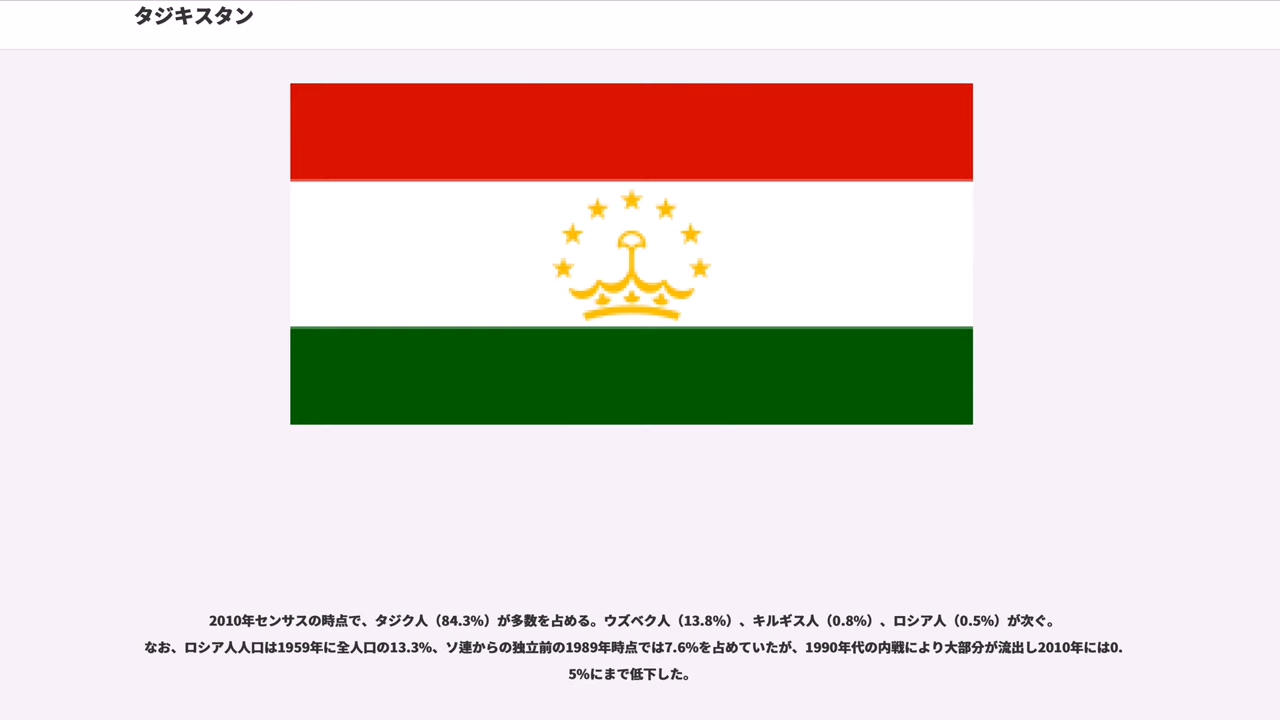 タジキスタン
2010年センサスの時点で、タジク人（84.3%）が多数を占める。ウズベク人（13.8%）、キルギス人（0.8%）、ロシア人（0.5%）が次ぐ。
なお、ロシア人人口は1959年に全人口の13.3%、ソ連からの独立前の1989年時点では7.6%を占めていたが、1990年代の内戦により大部分が流出し2010年には0.
5%にまで低下した。